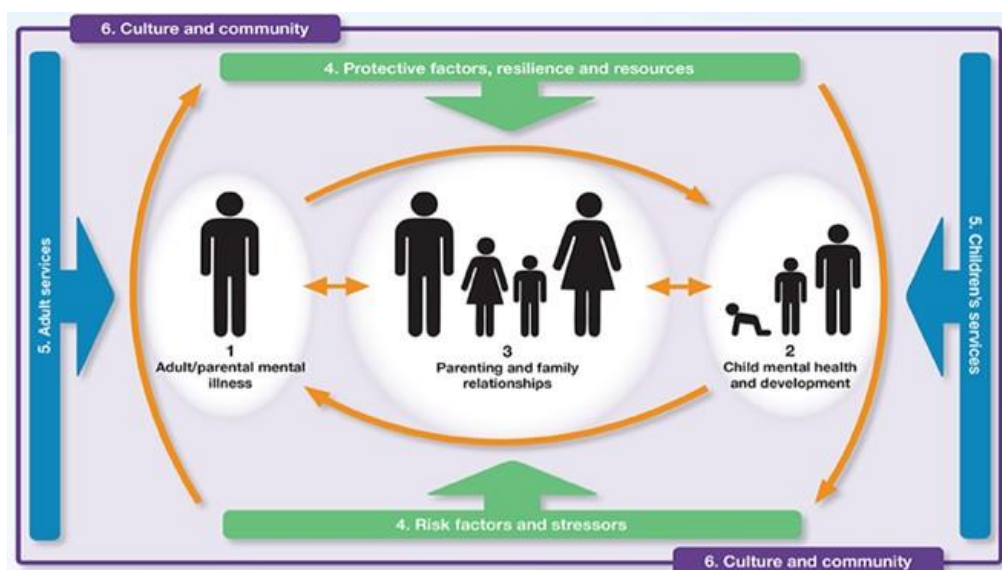 6. Culture and community
4. Protective factors, resilience and resources
5. Adult services
5. Children's services
1
Adult/parental mental
illness
3
Parenting and family
relationships
2
Child mental health
and development
4. Risk factors and stressors
6. Culture and community